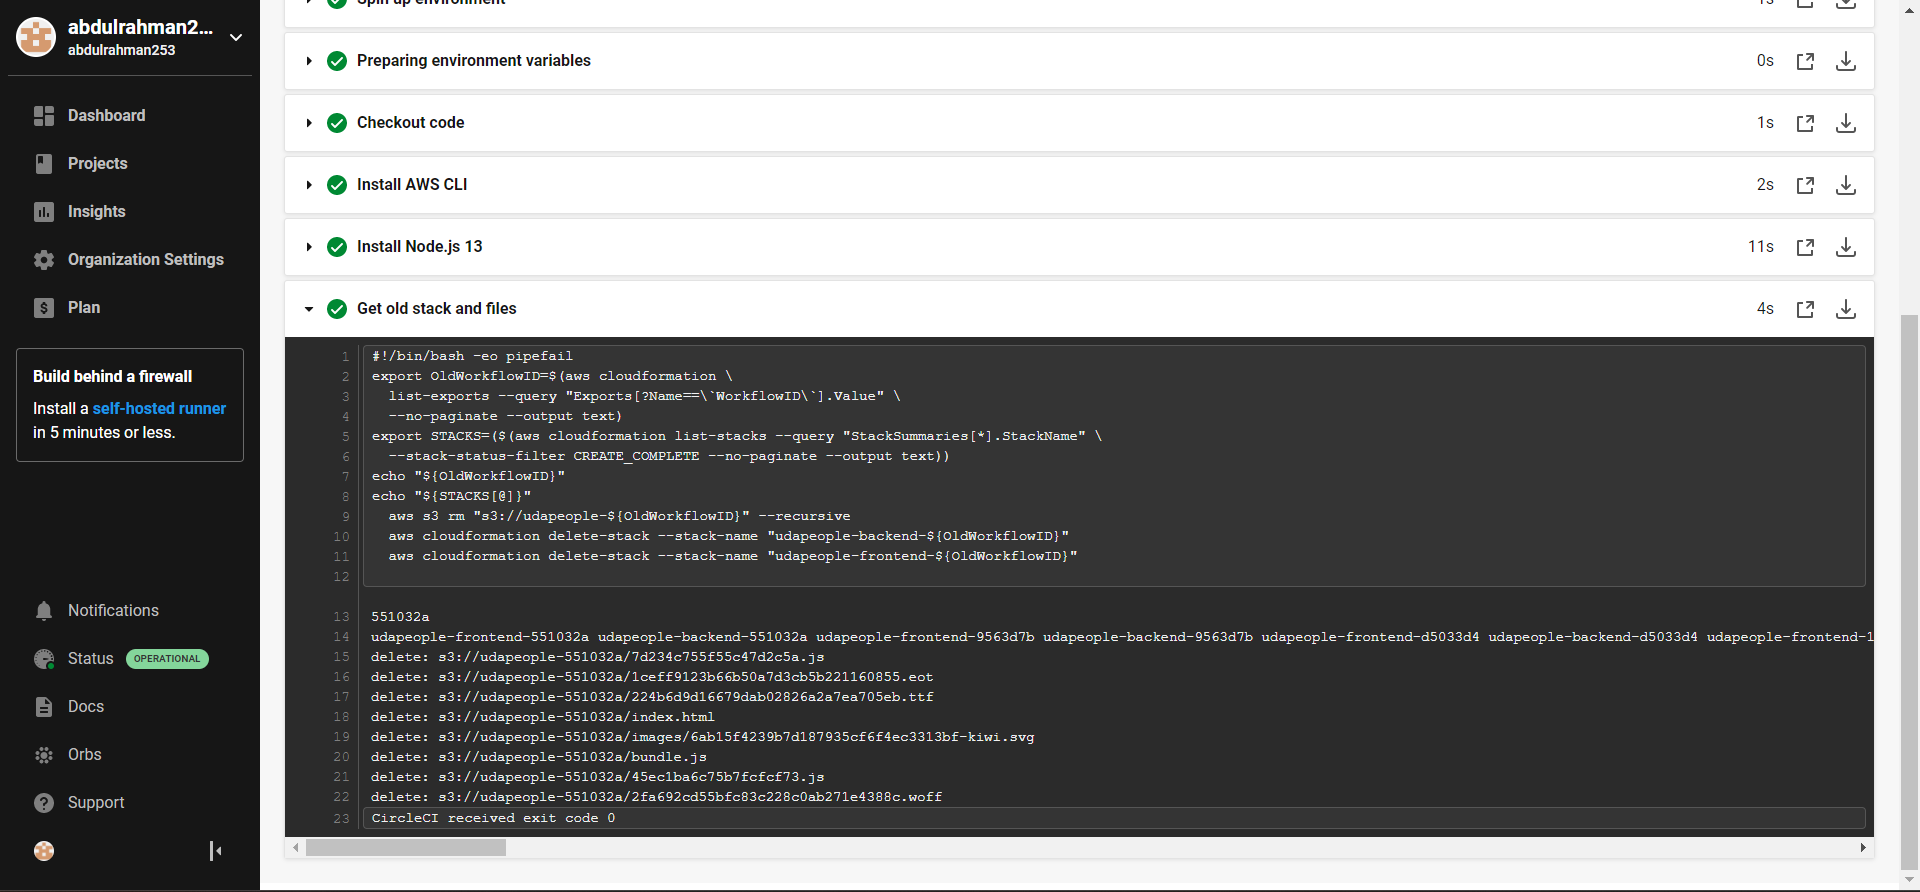 abdulrahman2...
abdulrahman253
Dashboard
Projects
Insights
Organization Settings
Plan
Build behind a firewall
Install a self-hosted runner
in 5 minutes or less.
Notifications
Status OPERATIONAL
Docs
Orbs
Support
Spin up environment 1s
Preparing environment variables 0s
Checkout code 1s
Install AWS CLI 2s
Install Node.js 13 11s
Get old stack and files 4s
1 #!/bin/bash -eo pipefail
2 export OldWorkflowID=$(aws cloudformation \
3 list-exports --query "Exports[?Name==\`WorkflowID\`].Value" \
4 --no-paginate --output text)
5 export STACKS=($(aws cloudformation list-stacks --query "StackSummaries[*].StackName" \
6 --stack-status-filter CREATE_COMPLETE --no-paginate --output text))
7 echo "${OldWorkflowID}"
8 echo "${STACKS[@]}"
9 aws s3 rm "s3://udapeople-${OldWorkflowID}" --recursive
10 aws cloudformation delete-stack --stack-name "udapeople-backend-${OldWorkflowID}"
11 aws cloudformation delete-stack --stack-name "udapeople-frontend-${OldWorkflowID}"
12
13 551032a
14 udapeople-frontend-551032a udapeople-backend-551032a udapeople-frontend-9563d7b udapeople-backend-9563d7b udapeople-frontend-d5033d4 udapeople-backend-d5033d4 udapeople-frontend-1
15 delete: s3://udapeople-551032a/7d234c755f55c47d2c5a.js
16 delete: s3://udapeople-551032a/1ceff9123b66b50a7d3cb5b221160855.eot
17 delete: s3://udapeople-551032a/224b6d9d16679dab02826a2a7ea705eb.ttf
18 delete: s3://udapeople-551032a/index.html
19 delete: s3://udapeople-551032a/images/6ab15f4239b7d187935cf6f4ec3313bf-kiwi.svg
20 delete: s3://udapeople-551032a/bundle.js
21 delete: s3://udapeople-551032a/45ec1ba6c75b7fcfcf73.js
22 delete: s3://udapeople-551032a/2fa692cd55bfc83c228c0ab271e4388c.woff
23 CircleCI received exit code 0